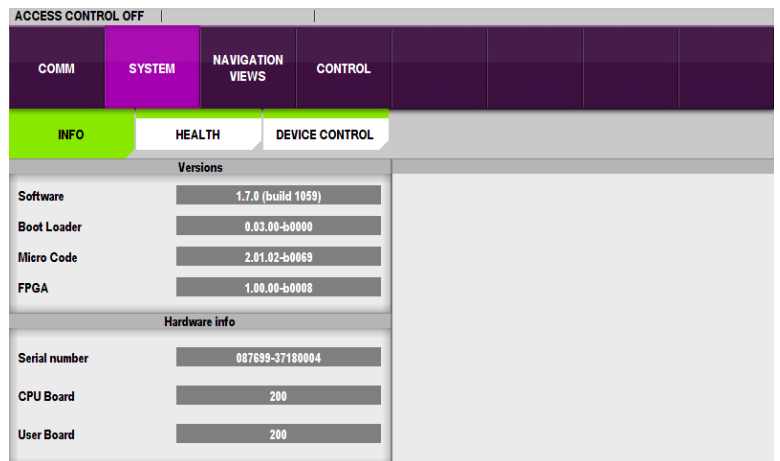 ACCESS CONTROL OFF
COMM SYSTEM NAVIGATION VIEWS CONTROL
INFO HEALTH DEVICE CONTROL
Versions
Software 1.7.0 (build 1059)
Boot Loader 0.03.00-b0000
Micro Code 2.01.02-b0069
FPGA 1.00.00-b0008
Hardware info
Serial number 087699-37180004
CPU Board 200
User Board 200